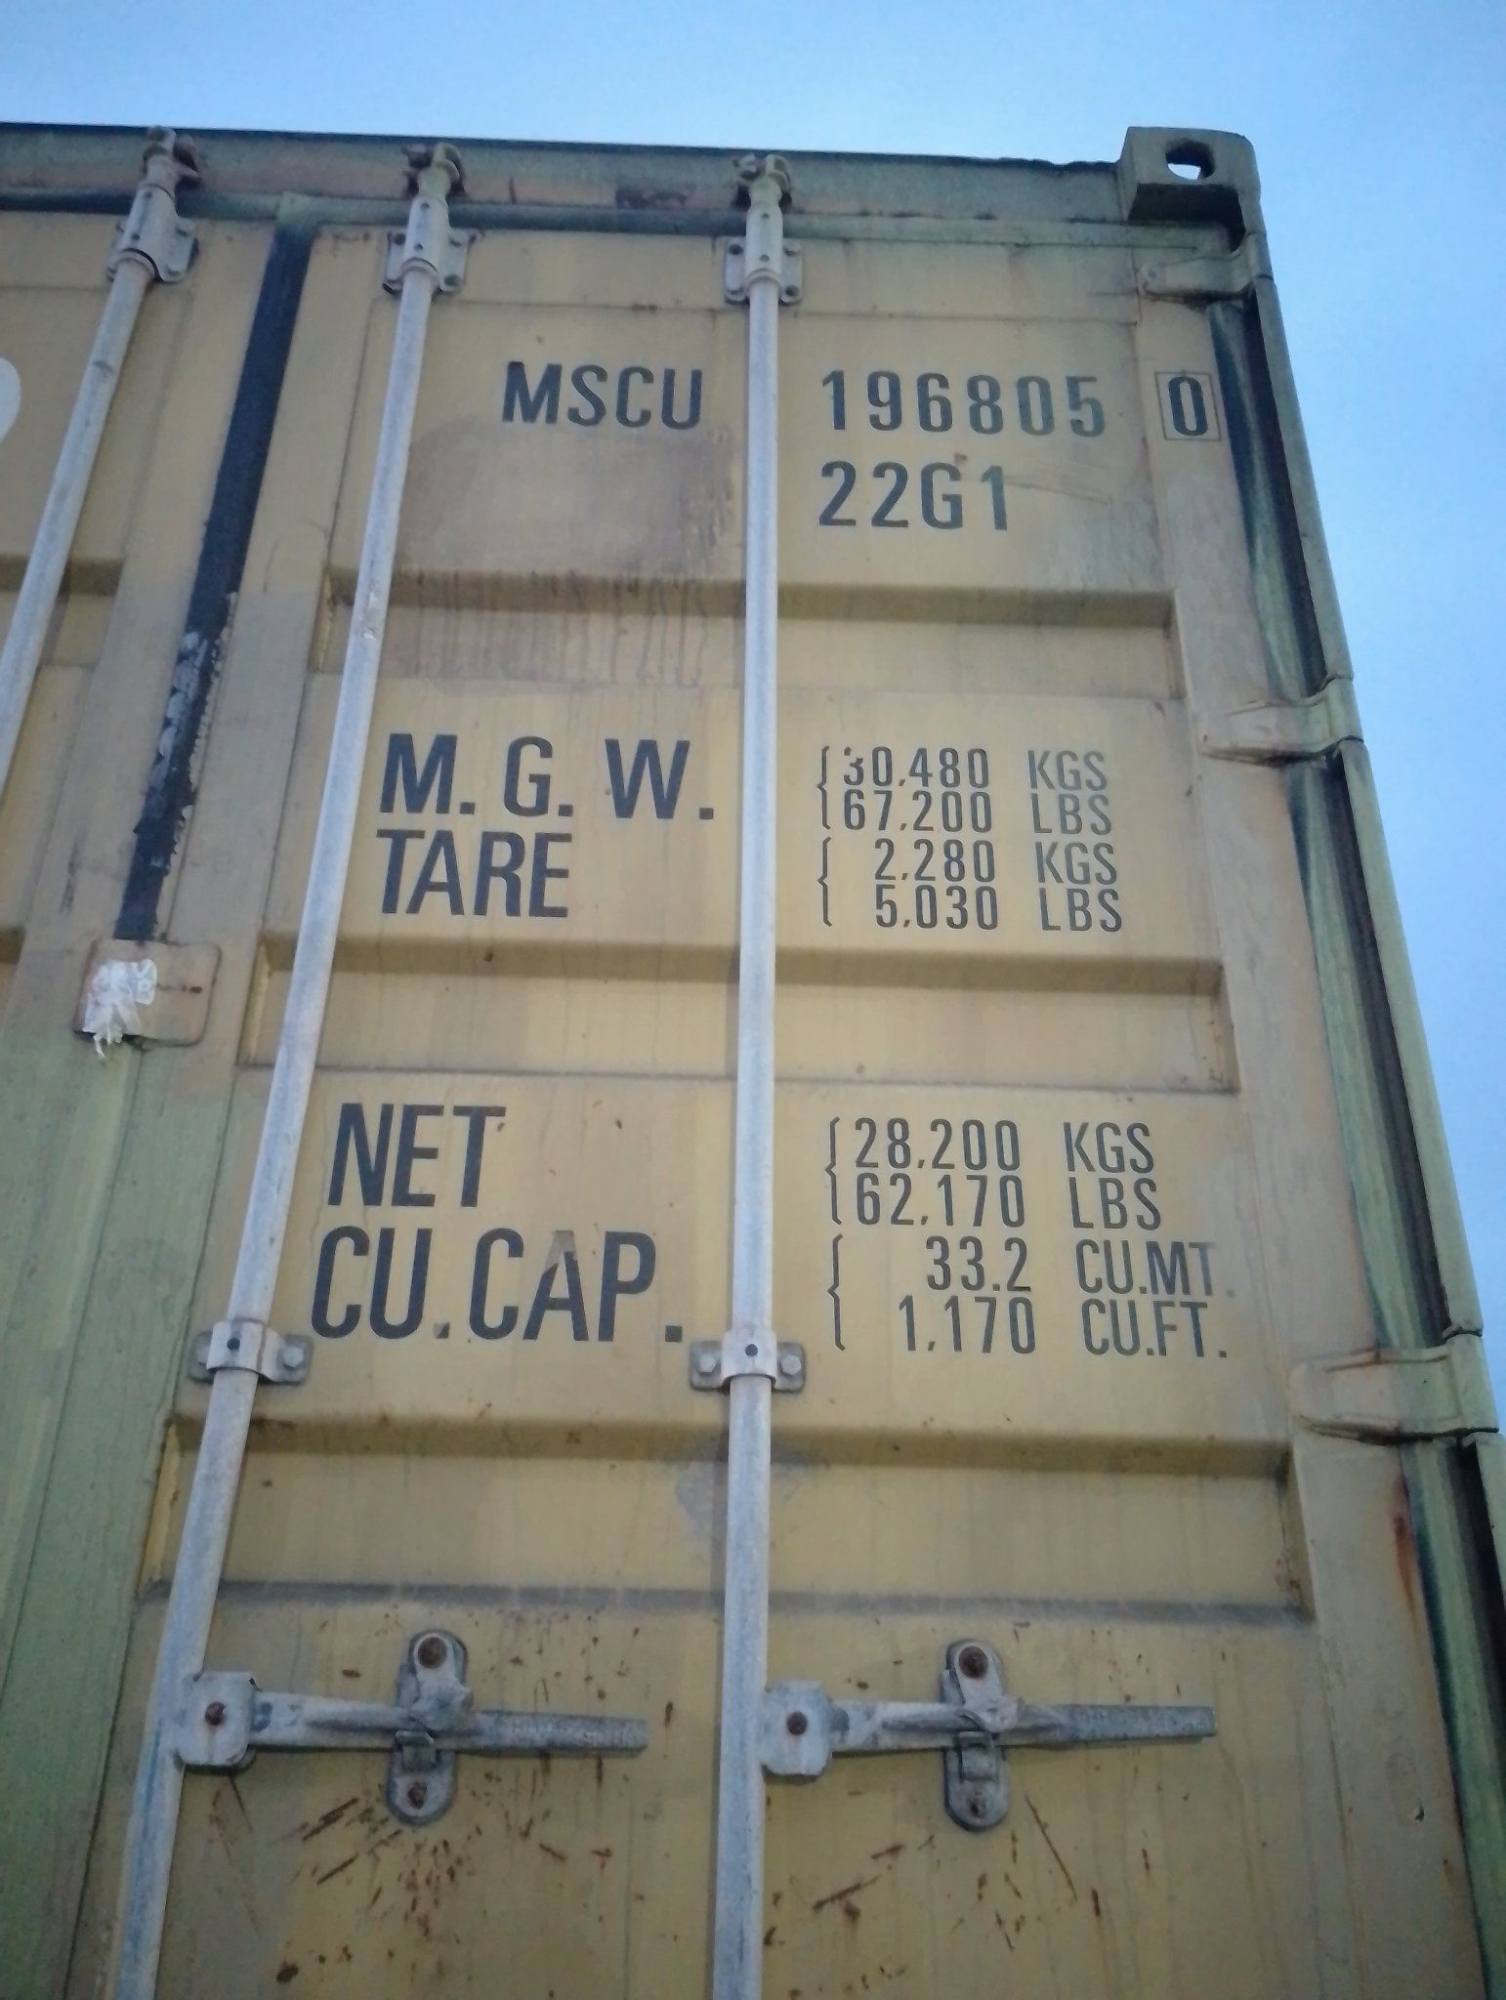 MSCU 196805 0
22G1
M. G. W. 30,480 KGS
67,200 LBS
TARE 2,280 KGS
5,030 LBS
NET 28,200 KGS
62,170 LBS
CU.CAP. 33.2 CU.MT.
1,170 CU.FT.